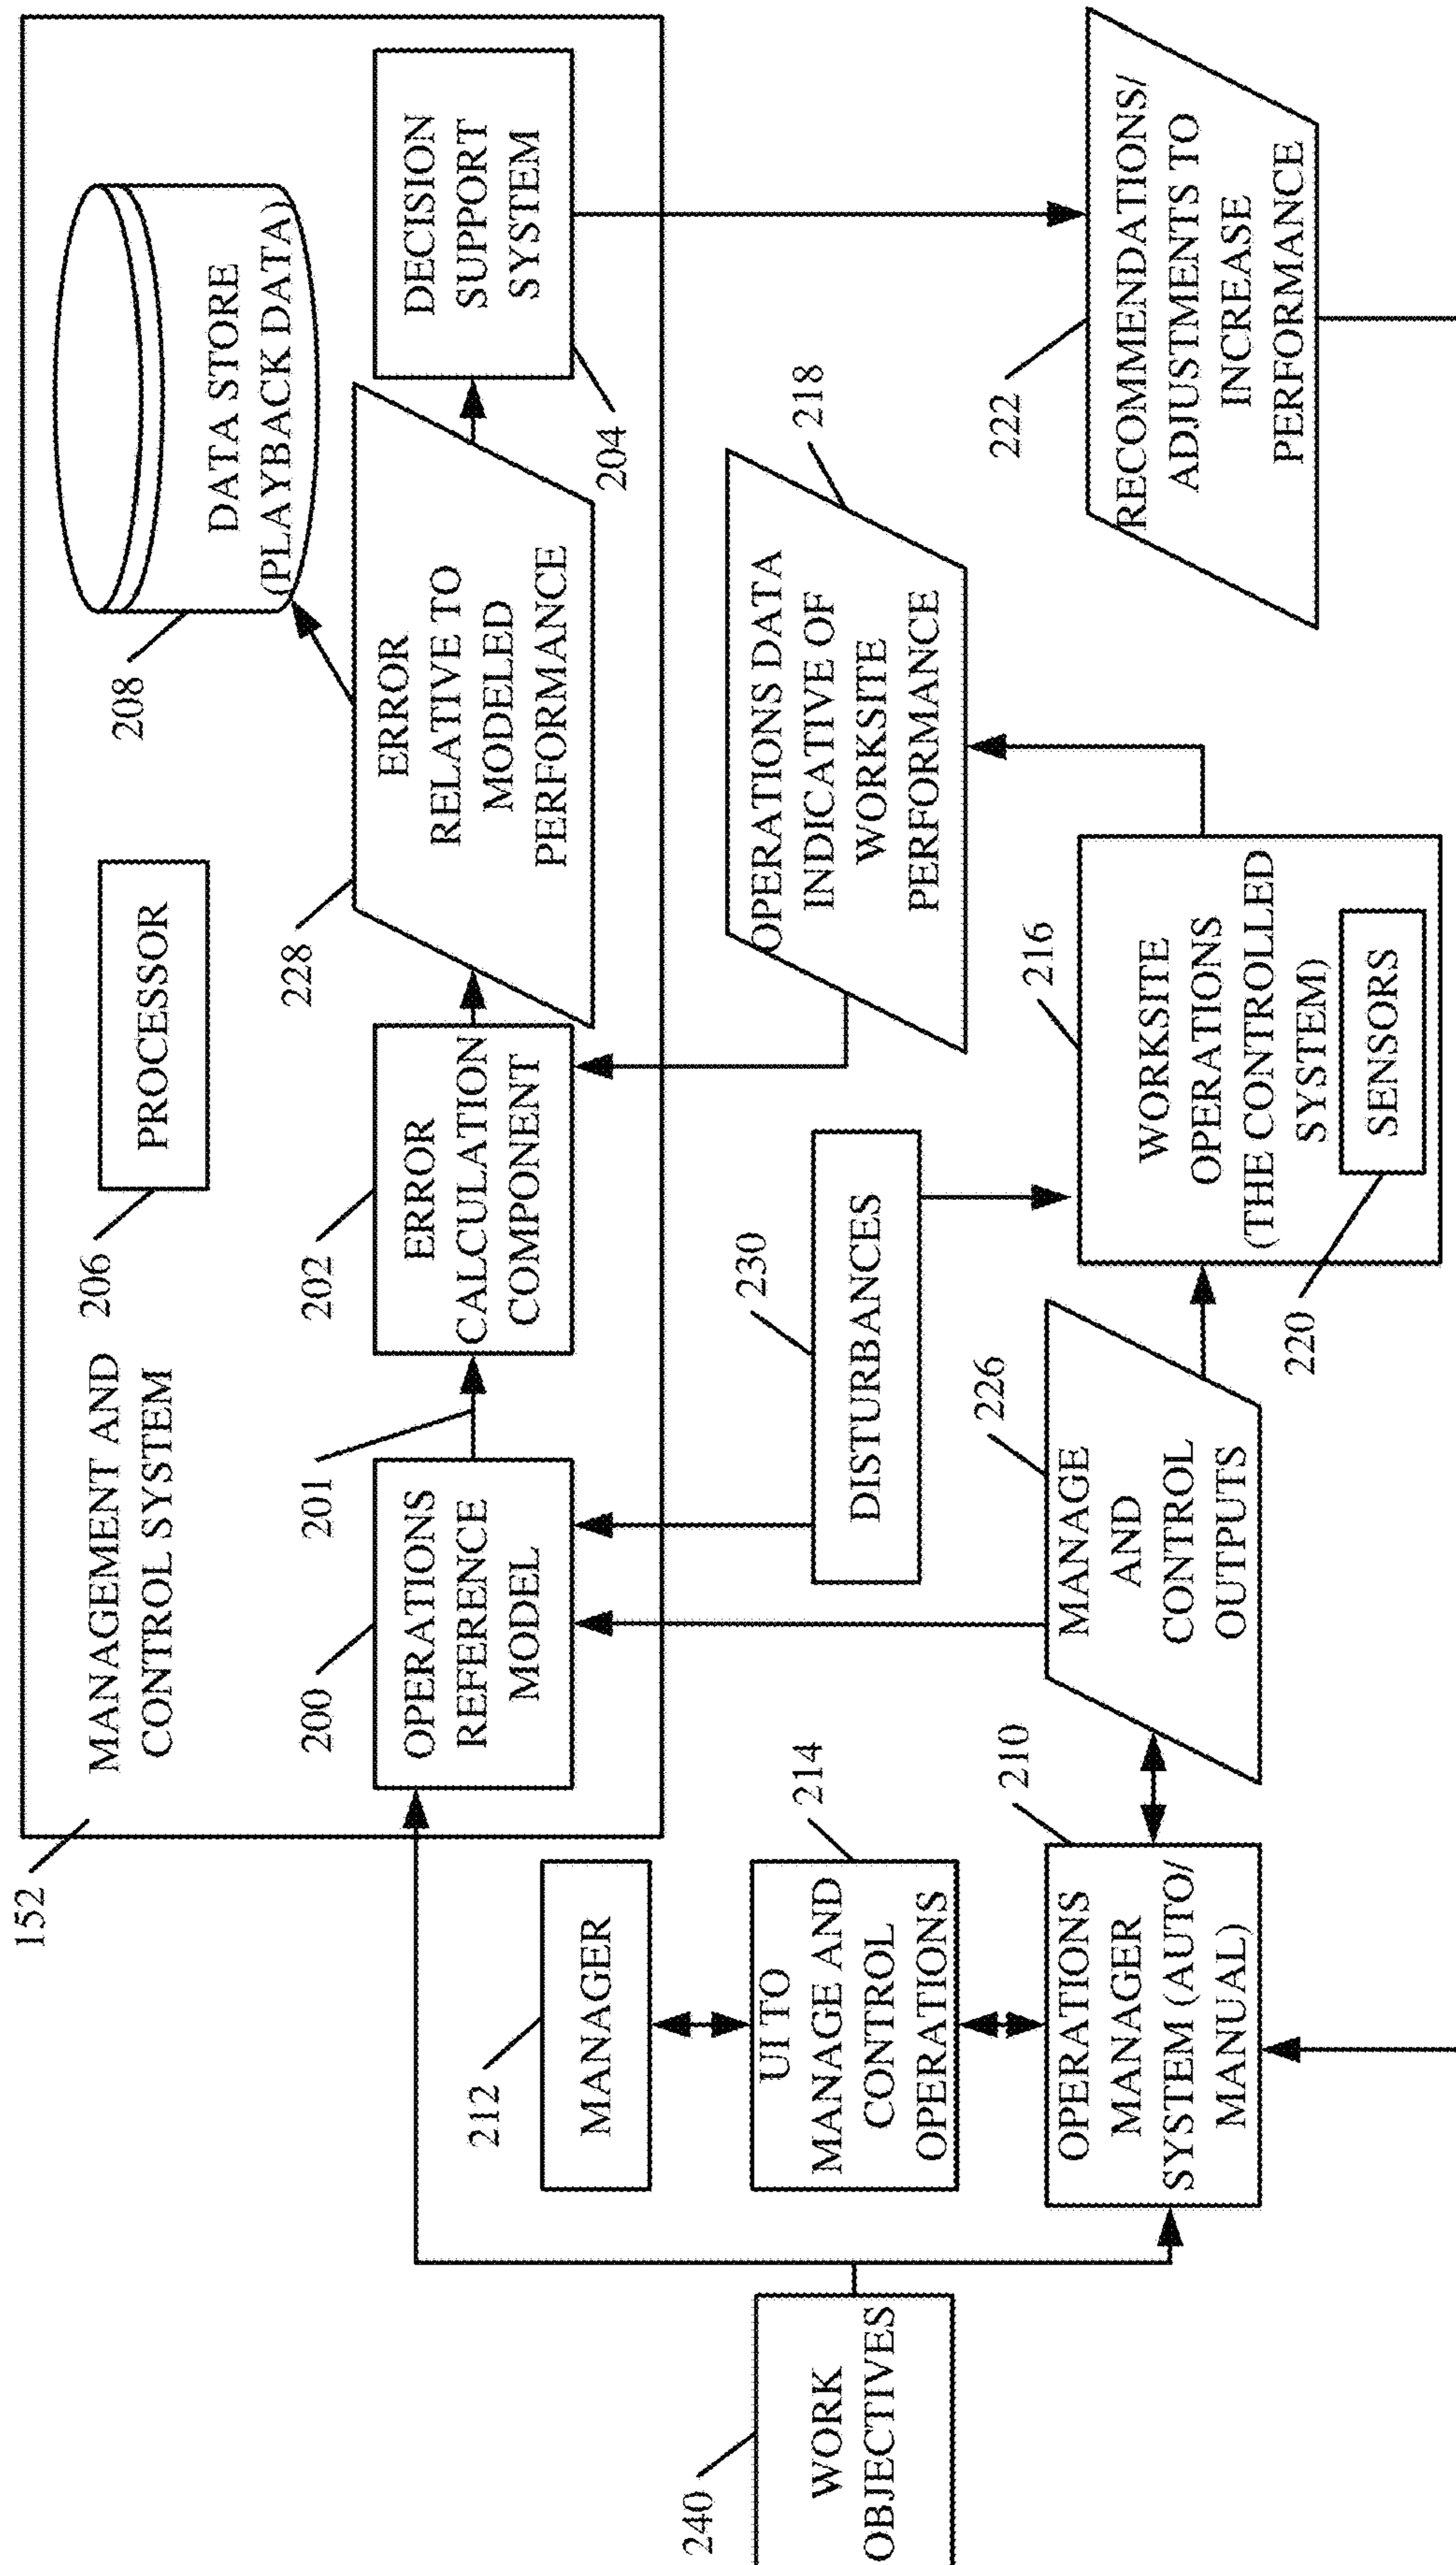 152
MANAGEMENT AND
CONTROL SYSTEM
206
PROCESSOR
208
DATA STORE
(PLAYBACK DATA)
200
OPERATIONS
REFERENCE
MODEL
201
202
ERROR
CALCULATION
COMPONENT
228
ERROR
RELATIVE TO
MODELED
PERFORMANCE
DECISION
SUPPORT
SYSTEM
204
212
MANAGER
240
WORK
OBJECTIVES
214
UI TO
MANAGE AND
CONTROL
OPERATIONS
230
DISTURBANCES
218
OPERATIONS DATA
INDICATIVE OF
WORKSITE
PERFORMANCE
210
OPERATIONS
MANAGER
SYSTEM (AUTO/
MANUAL)
226
MANAGE
AND
CONTROL
OUTPUTS
216
WORKSITE
OPERATIONS
(THE CONTROLLED
SYSTEM)
SENSORS
220
222
RECOMMENDATIONS/
ADJUSTMENTS TO
INCREASE
PERFORMANCE